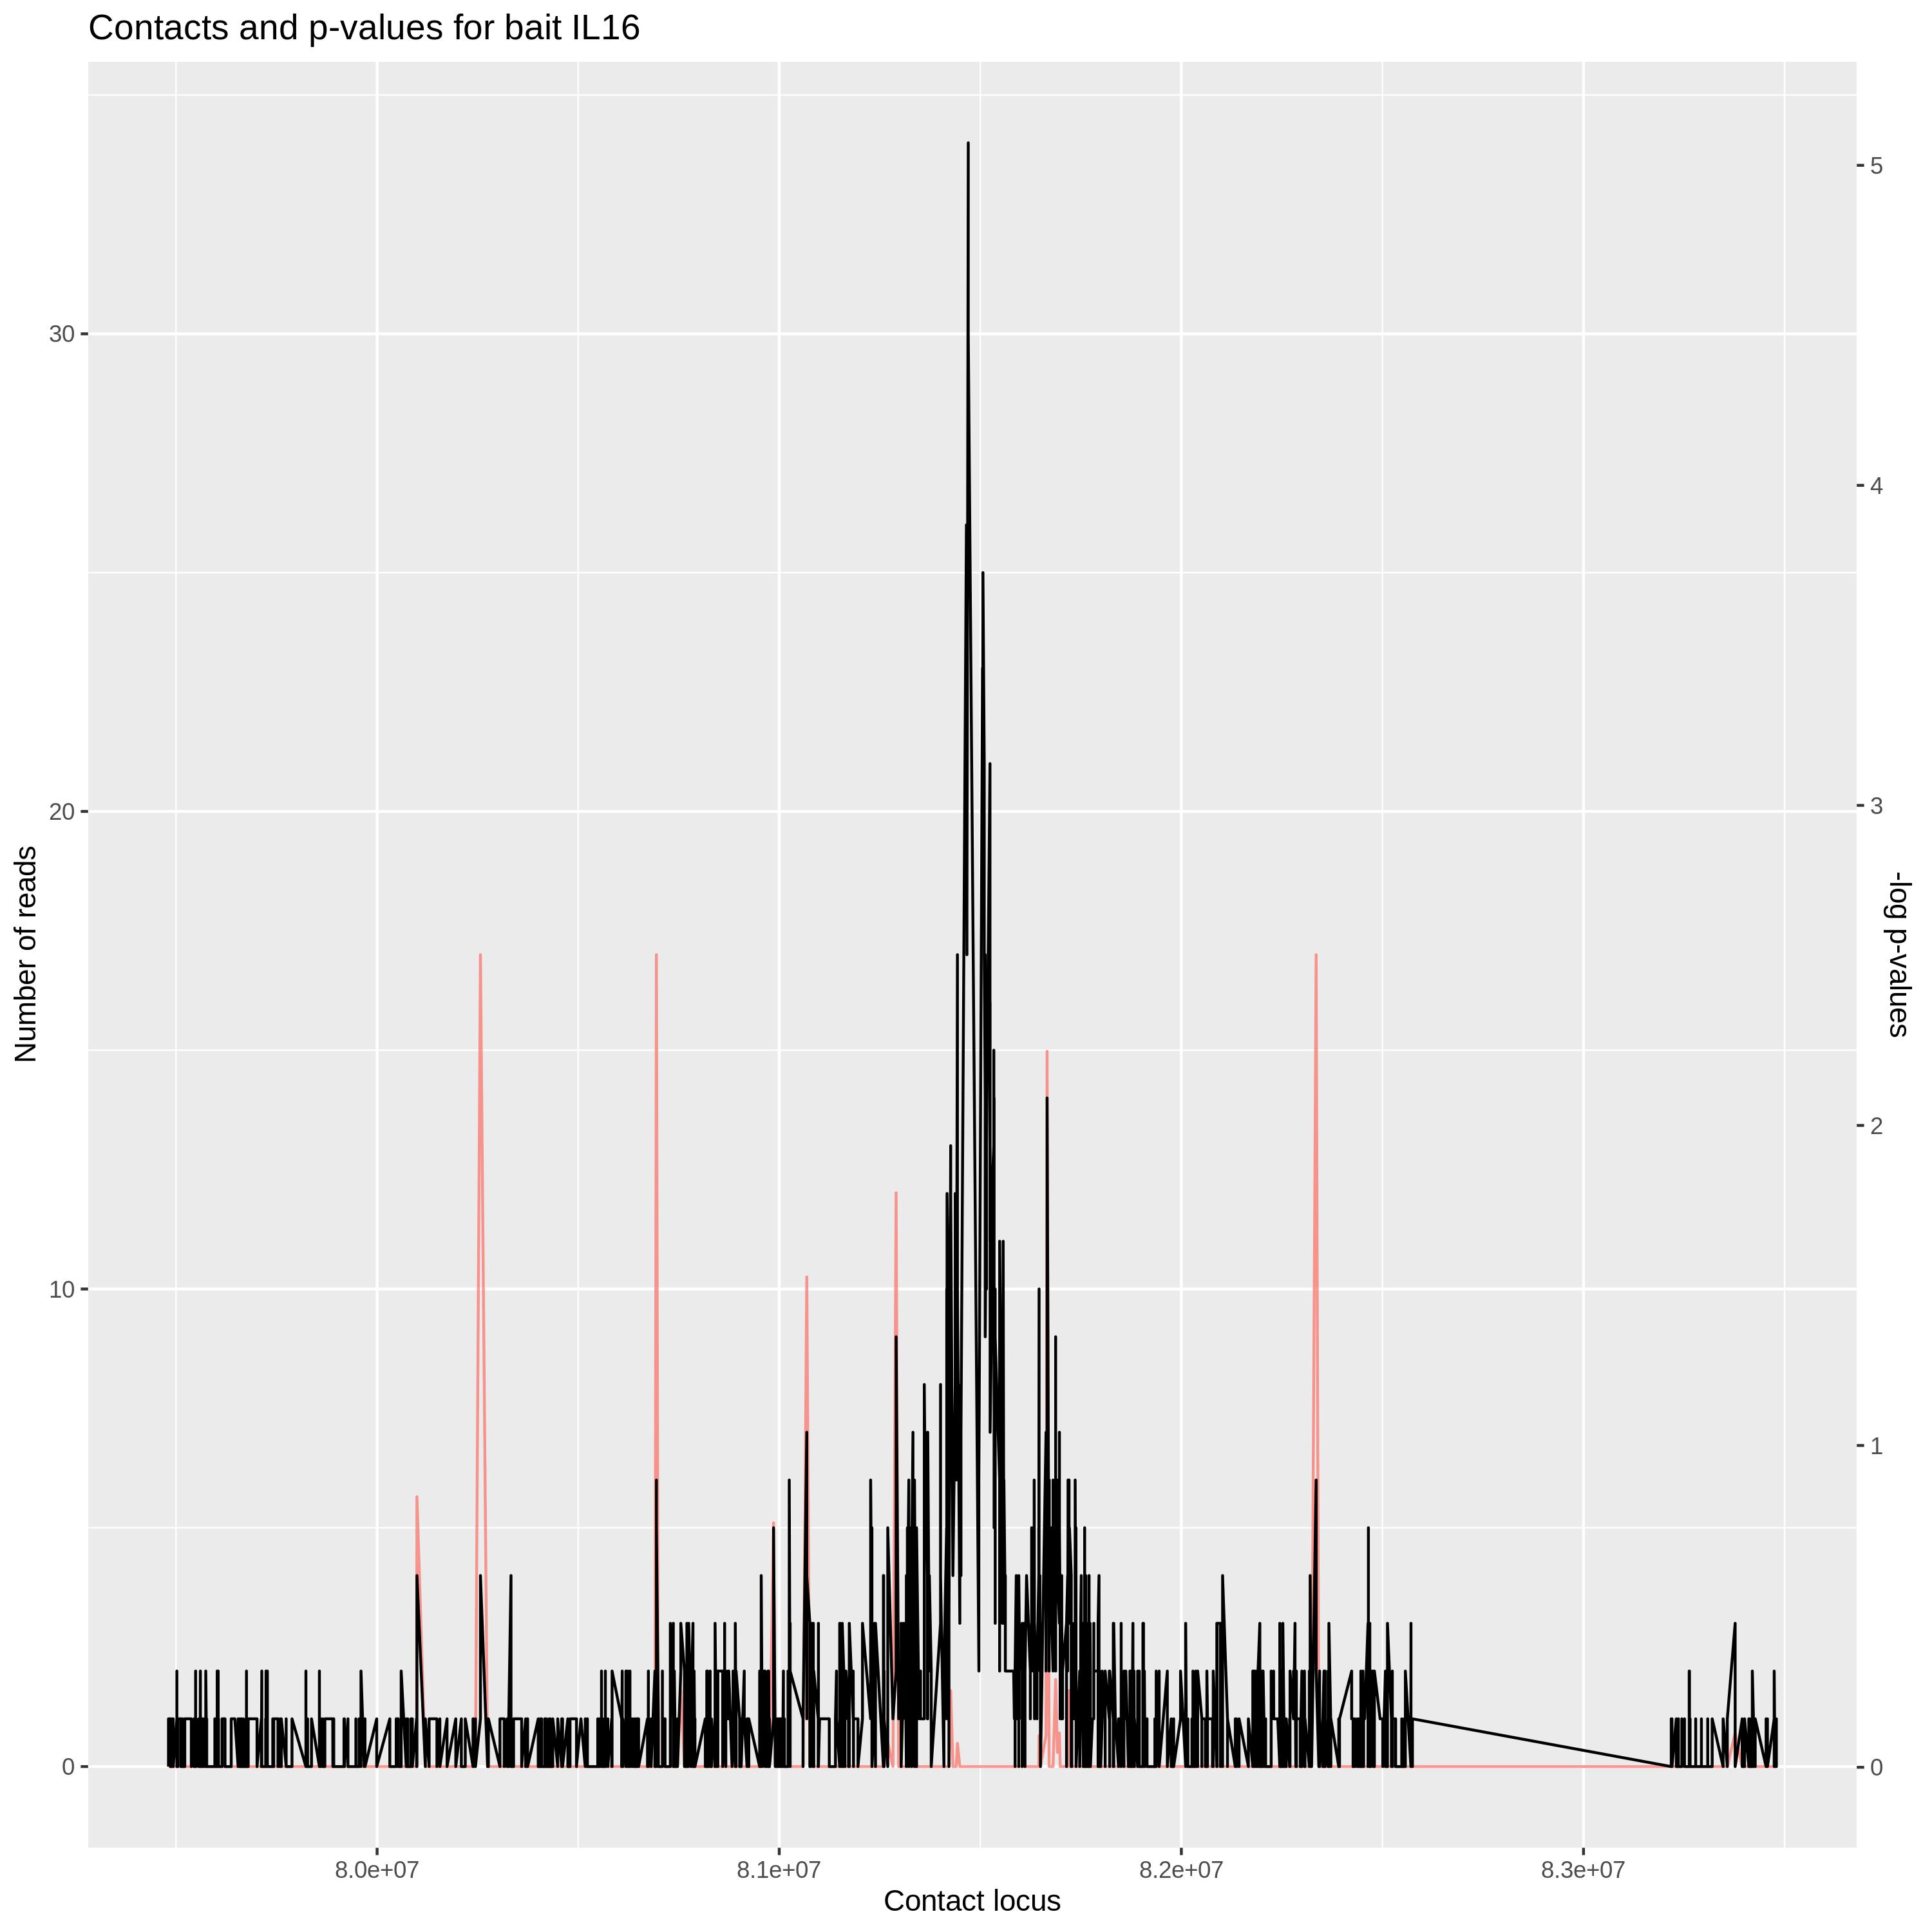 Contacts and p-values for bait IL16
Number of reads
30
20
10
0
5
4
3
2
1
0
-log p-values
8.0e+07
8.1e+07
8.2e+07
8.3e+07
Contact locus